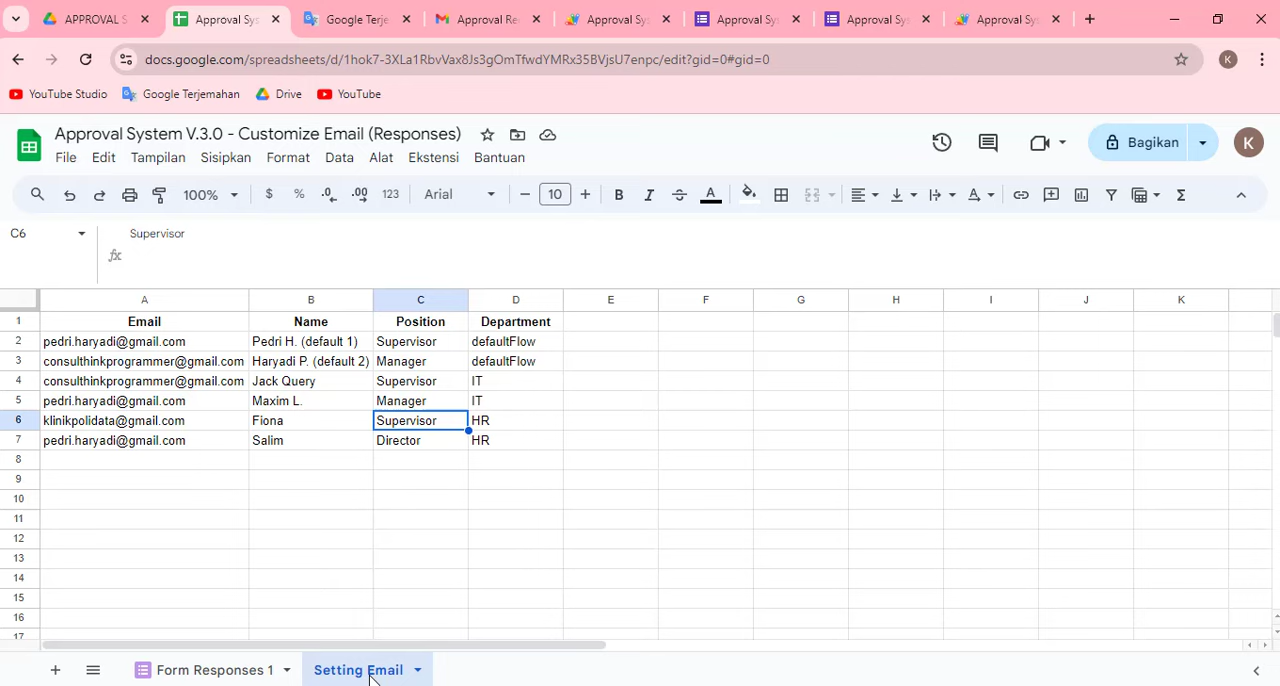 APPROVAL S
Approval Sys
Google Terje
Approval Re
Approval Sy
Approval Sy
Approval Sy
Approval Sy
docs.google.com/spreadsheets/d/1hok7-3XLa1RbvVax8Js3gOmTfwdYMRx35BVjsU7enpc/edit?gid=0#gid=0
K
YouTube Studio
Google Terjemahan
Drive
YouTube
Approval System V.3.0 - Customize Email (Responses)
File Edit Tampilan Sisipkan Format Data Alat Ekstensi Bantuan
Bagikan
K
100% $ % .0 .00 123 Arial 10 B I S A Σ
C6
Supervisor
fx
A B C D E F G H I J K
1 Email Name Position Department
2 pedri.haryadi@gmail.com Pedri H. (default 1) Supervisor defaultFlow
3 consulthinkprogrammer@gmail.com Haryadi P. (default 2) Manager defaultFlow
4 consulthinkprogrammer@gmail.com Jack Query Supervisor IT
5 pedri.haryadi@gmail.com Maxim L. Manager IT
6 klinikpolidata@gmail.com Fiona Supervisor HR
7 pedri.haryadi@gmail.com Salim Director HR
8
9
10
11
12
13
14
15
16
17
Form Responses 1
Setting Email